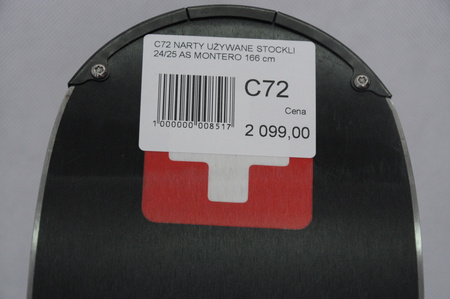 C72 NARTY UŻYWANE STOCKLI
24/25 AS MONTERO 166 cm
C72
Cena
1 000000 008517
2 099,00